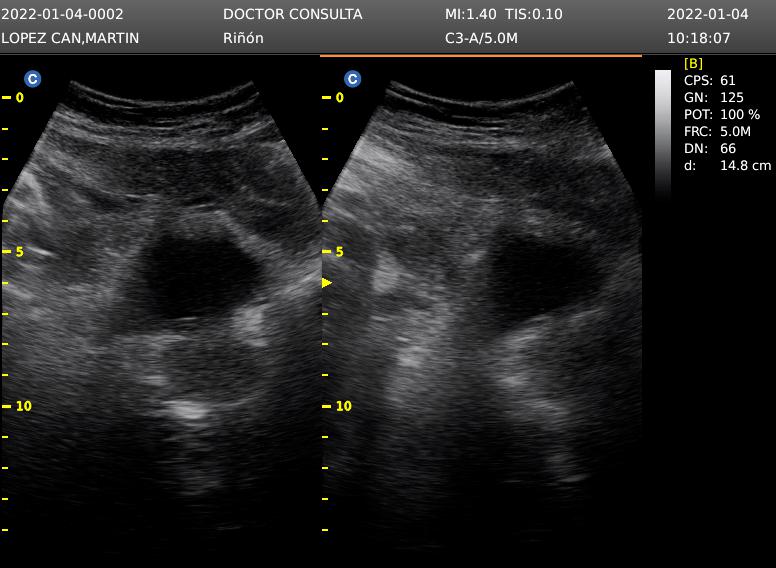 2022-01-04-0002 DOCTOR CONSULTA MI:1.40 TIS:0.10 2022-01-04
LOPEZ CAN,MARTIN Riñón C3-A/5.0M 10:18:07
[B]
CPS: 61
GN: 125
POT: 100 %
FRC: 5.0M
DN: 66
d: 14.8 cm
C C
0 0
5 5
10 10